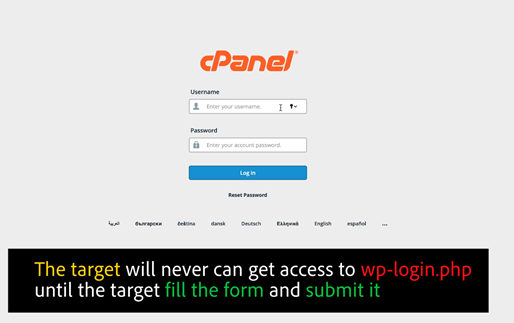 cPanel®
Username
Enter your username.
Password
Enter your account password.
Log in
Reset Password
العربية български čeština dansk Deutsch Ελληνικά English español ...
The target will never can get access to wp-login.php
until the target fill the form and submit it